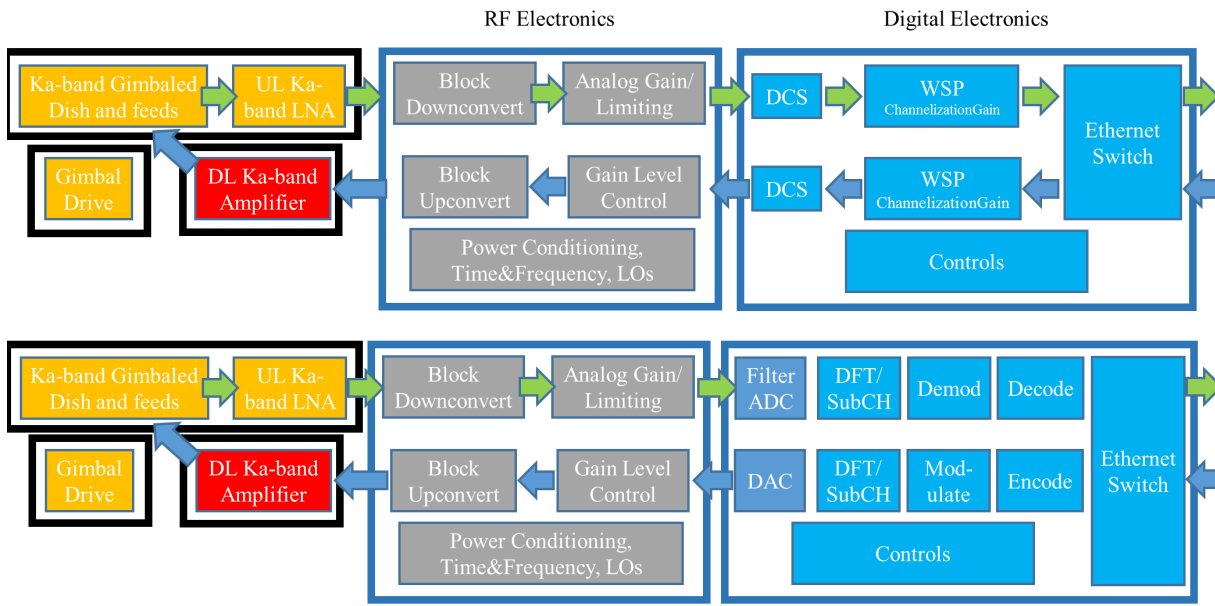 RF Electronics
Digital Electronics
Ka-band Gimbaled
Dish and feeds
UL Ka-
band LNA
Block
Downconvert
Analog Gain/
Limiting
DCS
WSP
ChannelizationGain
Ethernet
Switch
Gimbal
Drive
DL Ka-band
Amplifier
Block
Upconvert
Gain Level
Control
DCS
WSP
ChannelizationGain
Power Conditioning,
Time&Frequency, LOs
Controls
Ka-band Gimbaled
Dish and feeds
UL Ka-
band LNA
Block
Downconvert
Analog Gain/
Limiting
Filter
ADC
DFT/
SubCH
Demod
Decode
Ethernet
Switch
Gimbal
Drive
DL Ka-band
Amplifier
Block
Upconvert
Gain Level
Control
DAC
DFT/
SubCH
Mod-
ulate
Encode
Power Conditioning,
Time&Frequency, LOs
Controls